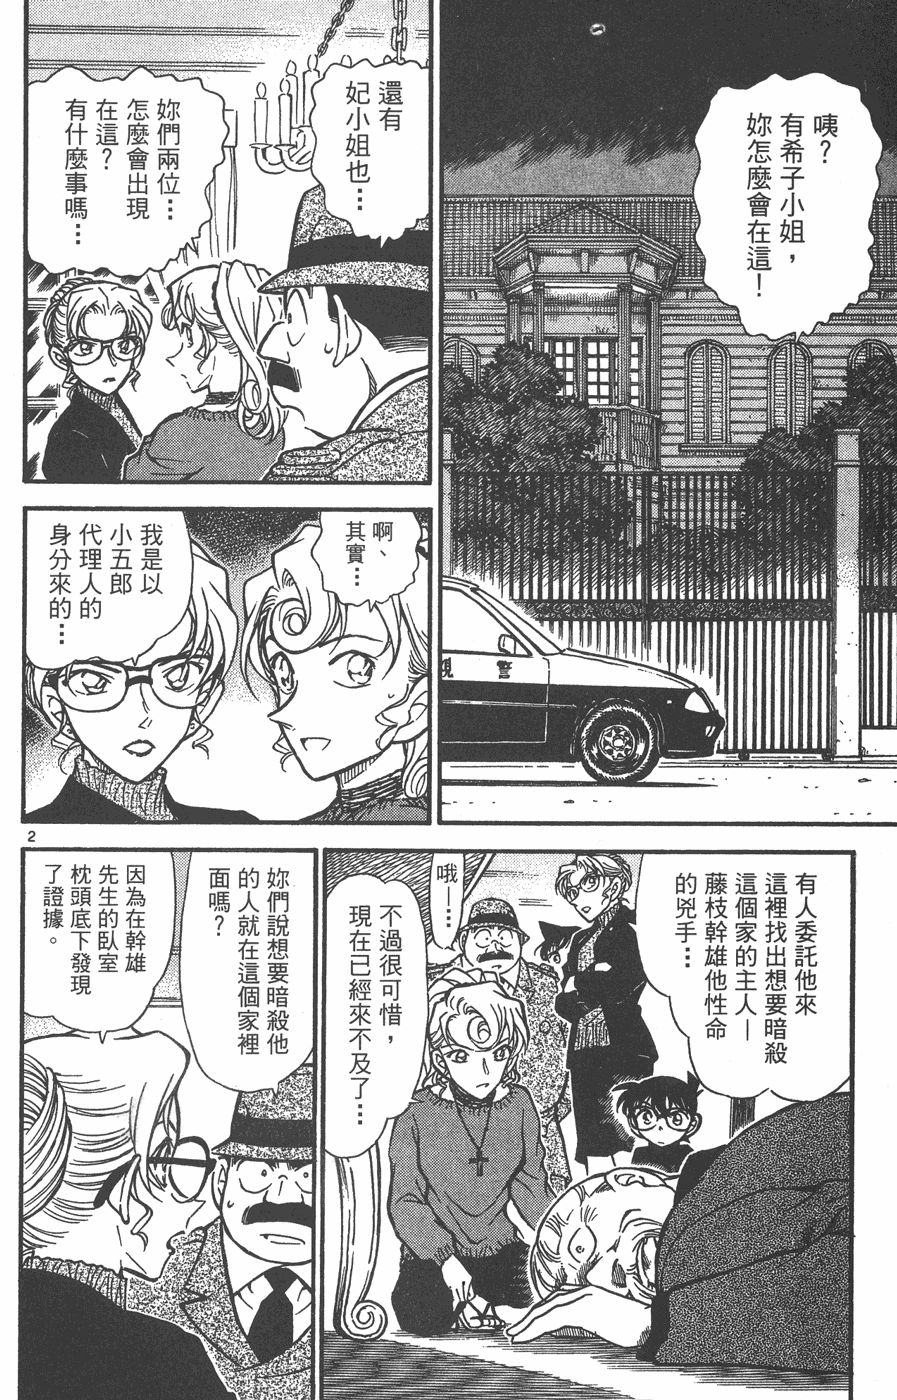 咦？
有希子小姐，
妳怎麼會在這！
警
視
還有
妃小姐也…
妳們兩位…
怎麼會出現
在這？
有什麼事嗎…
啊、
其實…
我是以
小五郎
代理人的
身分來的…
2
有人委託他來
這裡找出想要暗殺
這個家的主人—
藤枝幹雄他性命
的兇手…
哦—…
不過很可惜，
現在已經來不及了…
妳們說想要暗殺他
的人就在這個家裡
面嗎？
因為在幹雄
先生的臥室
枕頭底下發現
了證據。